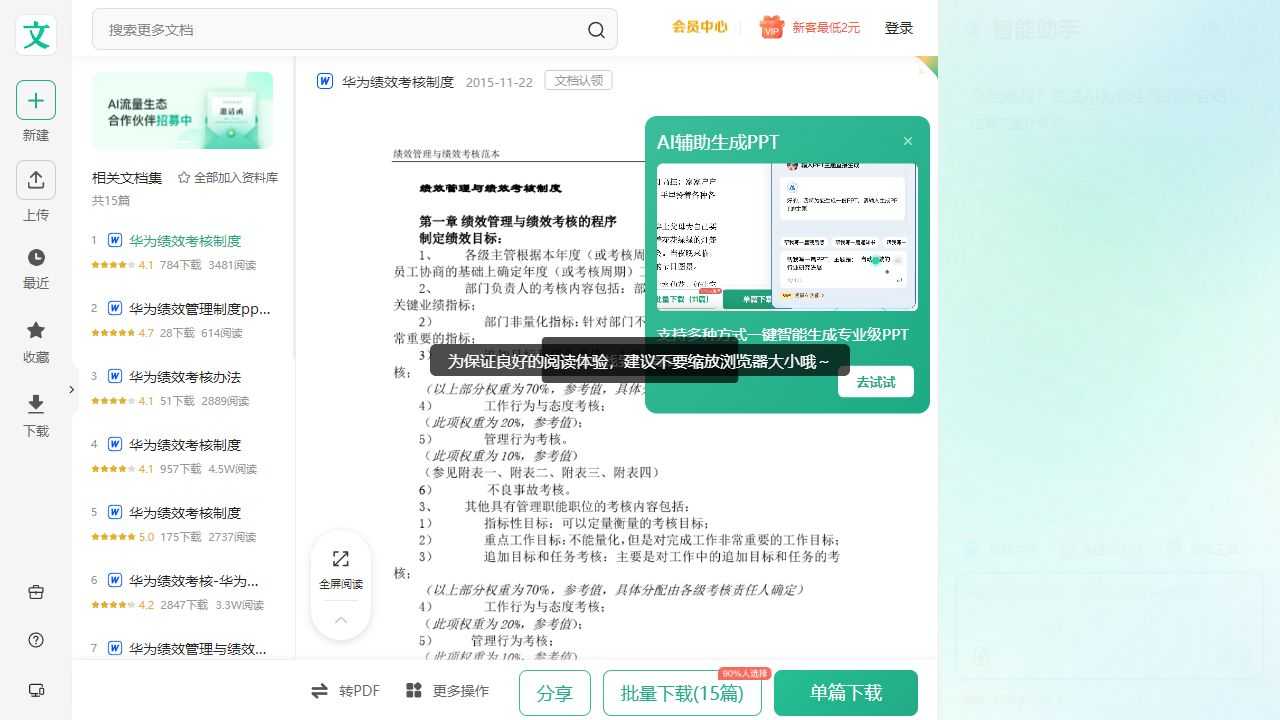 文
新建
上传
最近
收藏
下载
搜索更多文档
会员中心
VIP
新客最低2元
登录
AI流量生态
合作伙伴招募中
邀请函
相关文档集
全部加入资料库
共15篇
1 华为绩效考核制度
4.1 784下载 3481阅读
2 华为绩效管理制度pp...
4.7 28下载 614阅读
3 华为绩效考核办法
4.1 51下载 2889阅读
4 华为绩效考核制度
4.1 957下载 4.5W阅读
5 华为绩效考核制度
5.0 175下载 2737阅读
6 华为绩效考核-华为...
4.2 2847下载 3.3W阅读
7 华为绩效管理与绩效...
W 华为绩效考核制度 2015-11-22 文档认领
绩效管理与绩效考核范本
绩效管理与绩效考核制度
第一章 绩效管理与绩效考核的程序
制定绩效目标：
1、 各级主管根据本年度（或考核周
员工协商的基础上确定年度（或考核周期）
2、 部门负责人的考核内容包括：部
关键业绩指标；
2） 部门非量化指标：针对部门不
常重要的指标；
3）
核；
（以上部分权重为70%，参考值，具体
4） 工作行为与态度考核；
（此项权重为 20%，参考值）；
5） 管理行为考核。
（此项权重为 10%，参考值）
（参见附表一、附表二、附表三、附表四）
6） 不良事故考核。
3、 其他具有管理职能职位的考核内容包括：
1） 指标性目标：可以定量衡量的考核目标；
2） 重点工作目标：不能量化，但是对完成工作非常重要的工作目标；
3） 追加目标和任务考核：主要是对工作中的追加目标和任务的考
核；
（以上部分权重为70%，参考值，具体分配由各级考核责任人确定）
4） 工作行为与态度考核；
（此项权重为 20%，参考值）；
5） 管理行为考核；
（此项权重为 10%，参考值）
AI辅助生成PPT
支持多种方式一键智能生成专业级PPT
去试试
为保证良好的阅读体验，建议不要缩放浏览器大小哦～
全屏阅读
转PDF
更多操作
分享
批量下载(15篇)
90%人选择
单篇下载
智能助手